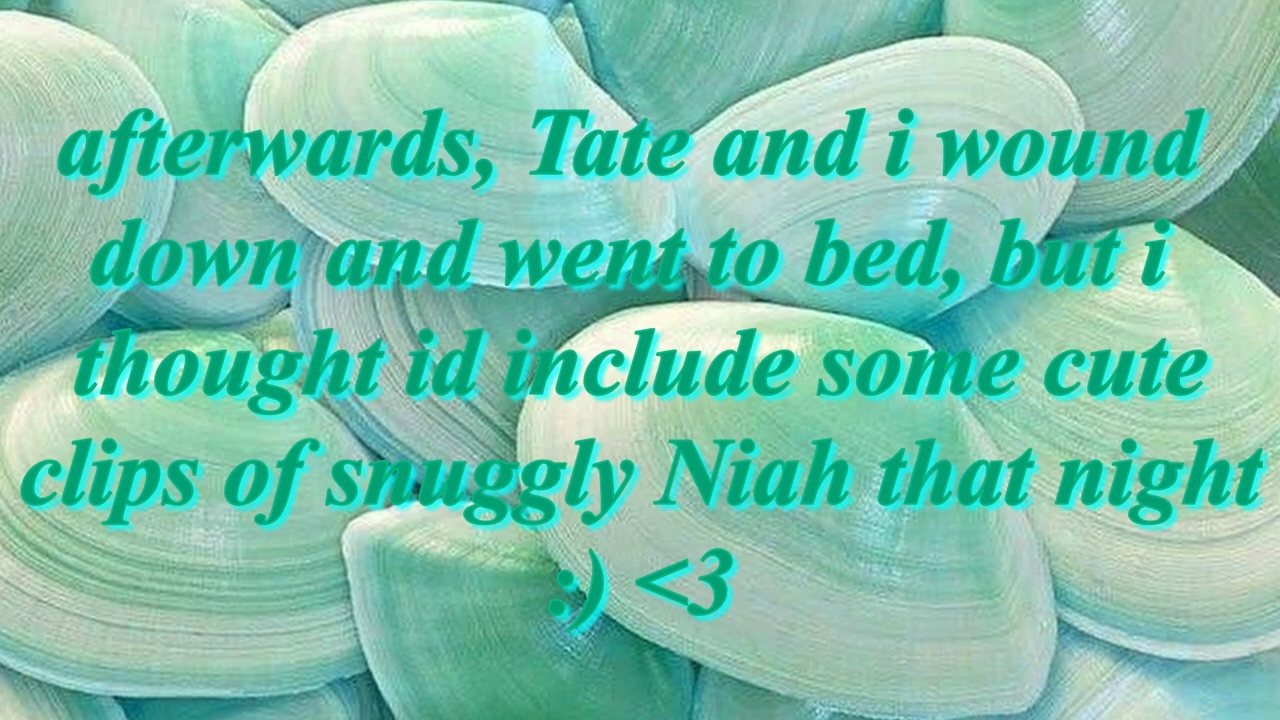 afterwards, Tate and i wound
down and went to bed, but i
thought id include some cute
clips of snuggly Niah that night
:) <3